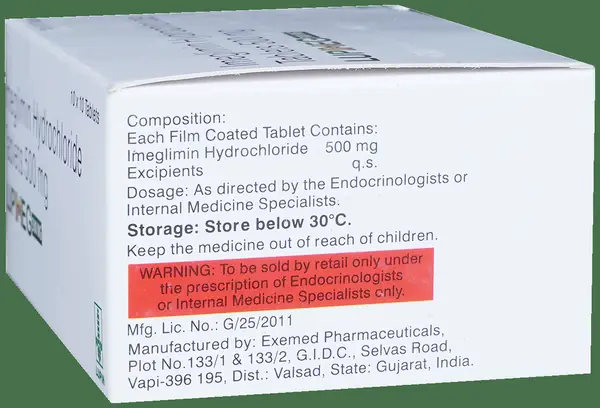 Composition:
Each Film Coated Tablet Contains:
Imeglimin Hydrochloride 500 mg
Excipients q.s.
Dosage: As directed by the Endocrinologists or
Internal Medicine Specialists.
Storage: Store below 30°C.
Keep the medicine out of reach of children.
WARNING: To be sold by retail only under
the prescription of Endocrinologists
or Internal Medicine Specialists only.
Mfg. Lic. No.: G/25/2011
Manufactured by: Exemed Pharmaceuticals,
Plot No.133/1 & 133/2, G.I.D.C., Selvas Road,
Vapi-396 195, Dist.: Valsad, State: Gujarat, India.
10 x 10 Tablets
Hydrochloride
500 mg